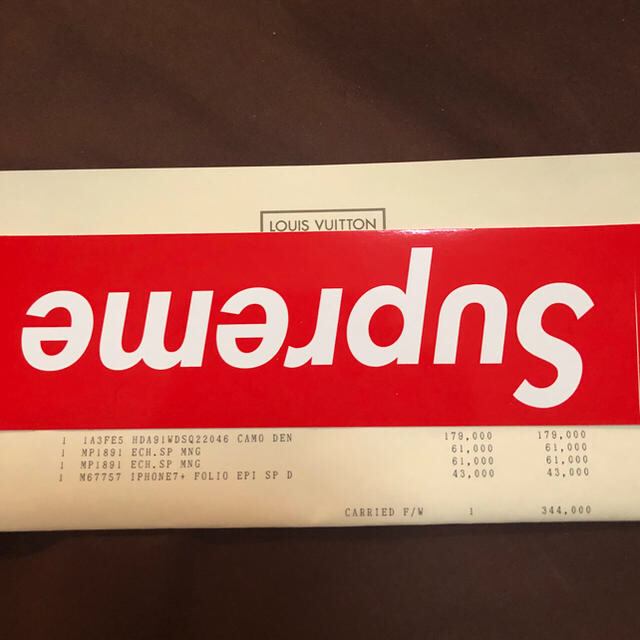 LOUIS VUITTON
Supreme
1 1A3FE5 HDA91WDSQ22046 CAMO DEN 179,000 179,000
1 MP1891 ECH.SP MNG 61,000 61,000
1 MP1891 ECH.SP MNG 61,000 61,000
1 M67757 IPHONE7+ FOLIO EPI SP D 43,000 43,000
CARRIED F/W 1 344,000